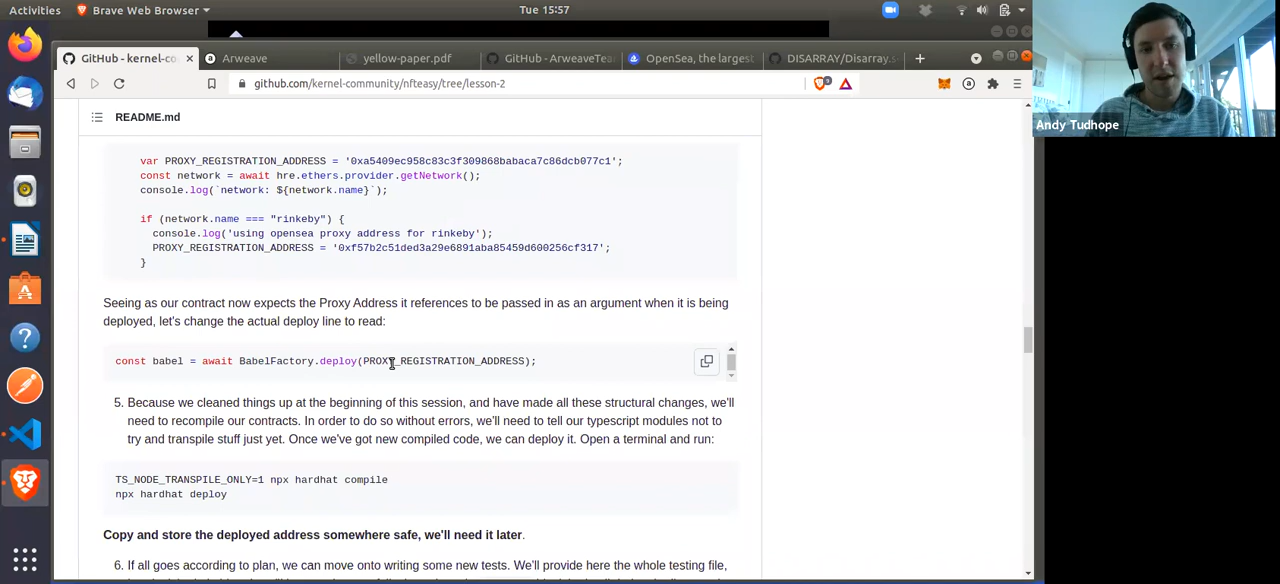 Activities
Brave Web Browser
Tue 15:57
GitHub - kernel-co
Arweave
yellow-paper.pdf
GitHub - ArweaveTea
OpenSea, the largest
DISARRAY/Disarray.s
github.com/kernel-community/nfteasy/tree/lesson-2
Andy Tudhope
README.md
var PROXY_REGISTRATION_ADDRESS = '0xa5409ec958c83c3f309868babaca7c86dcb077c1';
const network = await hre.ethers.provider.getNetwork();
console.log(`network: ${network.name}`);
if (network.name === "rinkeby") {
console.log('using opensea proxy address for rinkeby');
PROXY_REGISTRATION_ADDRESS = '0xf57b2c51ded3a29e6891aba85459d600256cf317';
}
Seeing as our contract now expects the Proxy Address it references to be passed in as an argument when it is being
deployed, let's change the actual deploy line to read:
const babel = await BabelFactory.deploy(PROXY_REGISTRATION_ADDRESS);
5. Because we cleaned things up at the beginning of this session, and have made all these structural changes, we'll
need to recompile our contracts. In order to do so without errors, we'll need to tell our typescript modules not to
try and transpile stuff just yet. Once we've got new compiled code, we can deploy it. Open a terminal and run:
TS_NODE_TRANSPILE_ONLY=1 npx hardhat compile
npx hardhat deploy
Copy and store the deployed address somewhere safe, we'll need it later.
6. If all goes according to plan, we can move onto writing some new tests. We'll provide here the whole testing file,